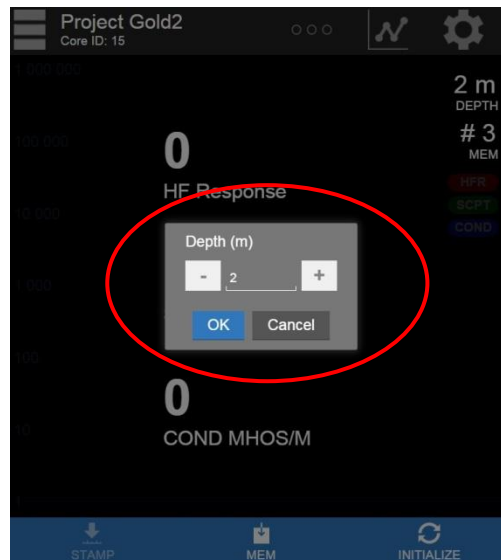 Project Gold2
Core ID: 15
1 000 000
2 m
DEPTH
100 000
# 3
MEM
0
HF Response
HFR
10 000
SCPT
COND
Depth (m)
- 2 +
1 000
OK Cancel
100
0
10
COND MHOS/M
1
STAMP MEM INITIALIZE